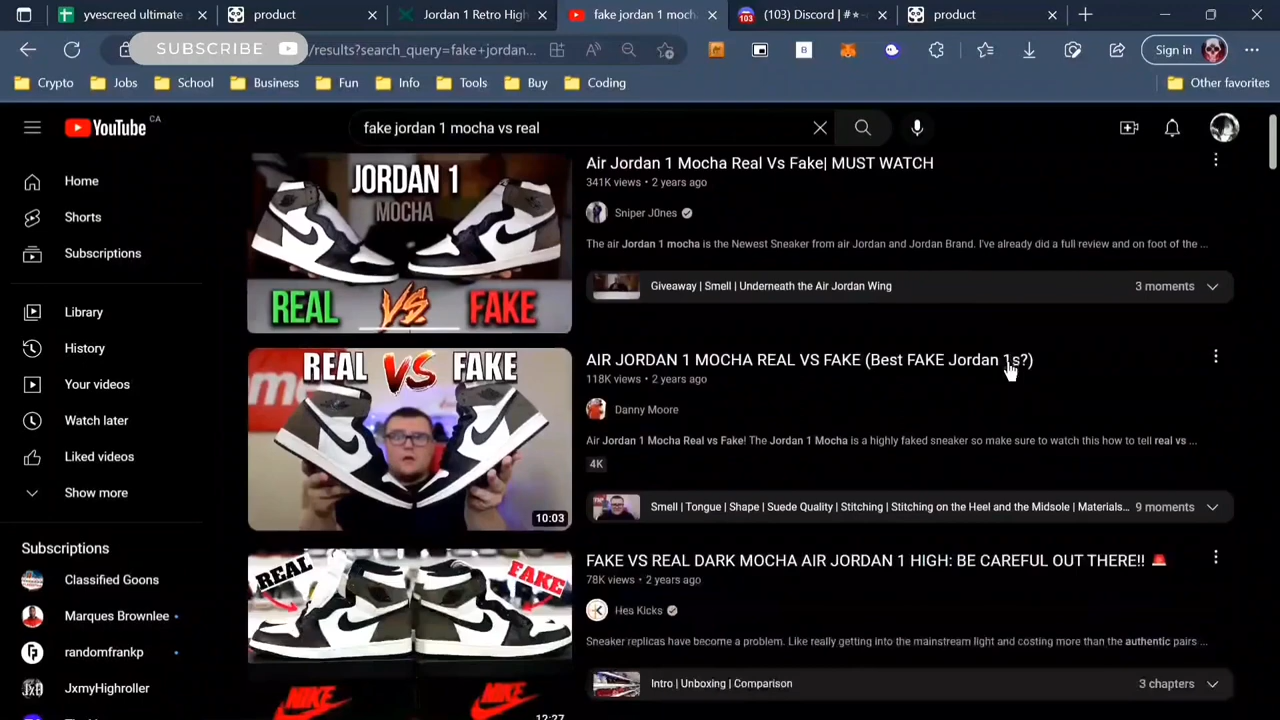 yvescreed ultimate
product
Jordan 1 Retro High
fake jordan 1 moch
(103) Discord | #
product
SUBSCRIBE
/results?search_query=fake+jordan...
Sign in
Crypto
Jobs
School
Business
Fun
Info
Tools
Buy
Coding
Other favorites
YouTube CA
fake jordan 1 mocha vs real
Home
Shorts
Subscriptions
Library
History
Your videos
Watch later
Liked videos
Show more
Subscriptions
Classified Goons
Marques Brownlee
randomfrankp
JxmyHighroller
JORDAN 1
MOCHA
REAL VS FAKE
Air Jordan 1 Mocha Real Vs Fake| MUST WATCH
341K views • 2 years ago
Sniper J0nes
The air Jordan 1 mocha is the Newest Sneaker from air Jordan and Jordan Brand. I've already did a full review and on foot of the ...
Giveaway | Smell | Underneath the Air Jordan Wing
3 moments
REAL VS FAKE
10:03
AIR JORDAN 1 MOCHA REAL VS FAKE (Best FAKE Jordan 1s?)
118K views • 2 years ago
Danny Moore
Air Jordan 1 Mocha Real vs Fake! The Jordan 1 Mocha is a highly faked sneaker so make sure to watch this how to tell real vs ...
4K
Smell | Tongue | Shape | Suede Quality | Stitching | Stitching on the Heel and the Midsole | Materials...
9 moments
REAL
FAKE
NIKE
NIKE
12:27
FAKE VS REAL DARK MOCHA AIR JORDAN 1 HIGH: BE CAREFUL OUT THERE!! 🚨
78K views • 2 years ago
Hes Kicks
Sneaker replicas have become a problem. Like really getting into the mainstream light and costing more than the authentic pairs ...
Intro | Unboxing | Comparison
3 chapters